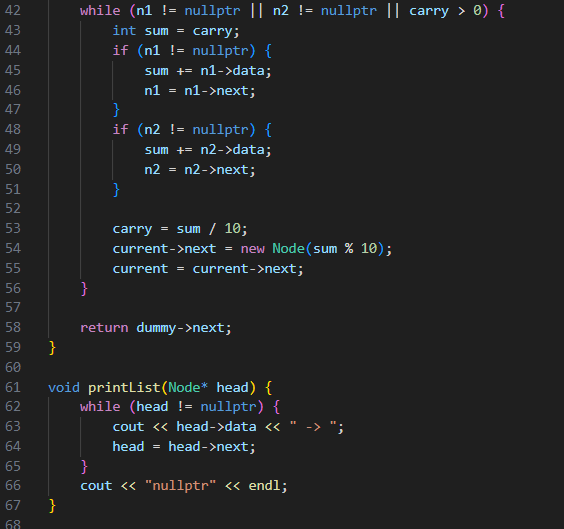 42 while (n1 != nullptr || n2 != nullptr || carry > 0) {
43 int sum = carry;
44 if (n1 != nullptr) {
45 sum += n1->data;
46 n1 = n1->next;
47 }
48 if (n2 != nullptr) {
49 sum += n2->data;
50 n2 = n2->next;
51 }
52
53 carry = sum / 10;
54 current->next = new Node(sum % 10);
55 current = current->next;
56 }
57
58 return dummy->next;
59 }
60
61 void printList(Node* head) {
62 while (head != nullptr) {
63 cout << head->data << " -> ";
64 head = head->next;
65 }
66 cout << "nullptr" << endl;
67 }
68